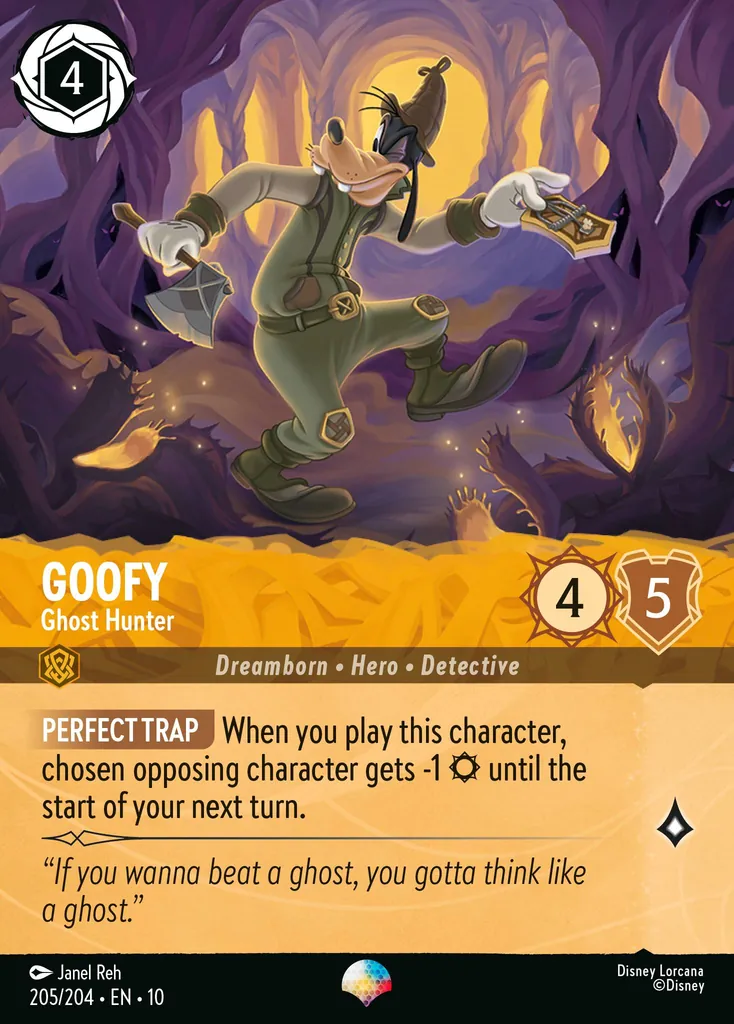 4
GOOFY
Ghost Hunter
4
5
Dreamborn • Hero • Detective
PERFECT TRAP When you play this character,
chosen opposing character gets -1 until the
start of your next turn.
“If you wanna beat a ghost, you gotta think like
a ghost.”
Janel Reh
205/204 • EN • 10
Disney Lorcana
©Disney